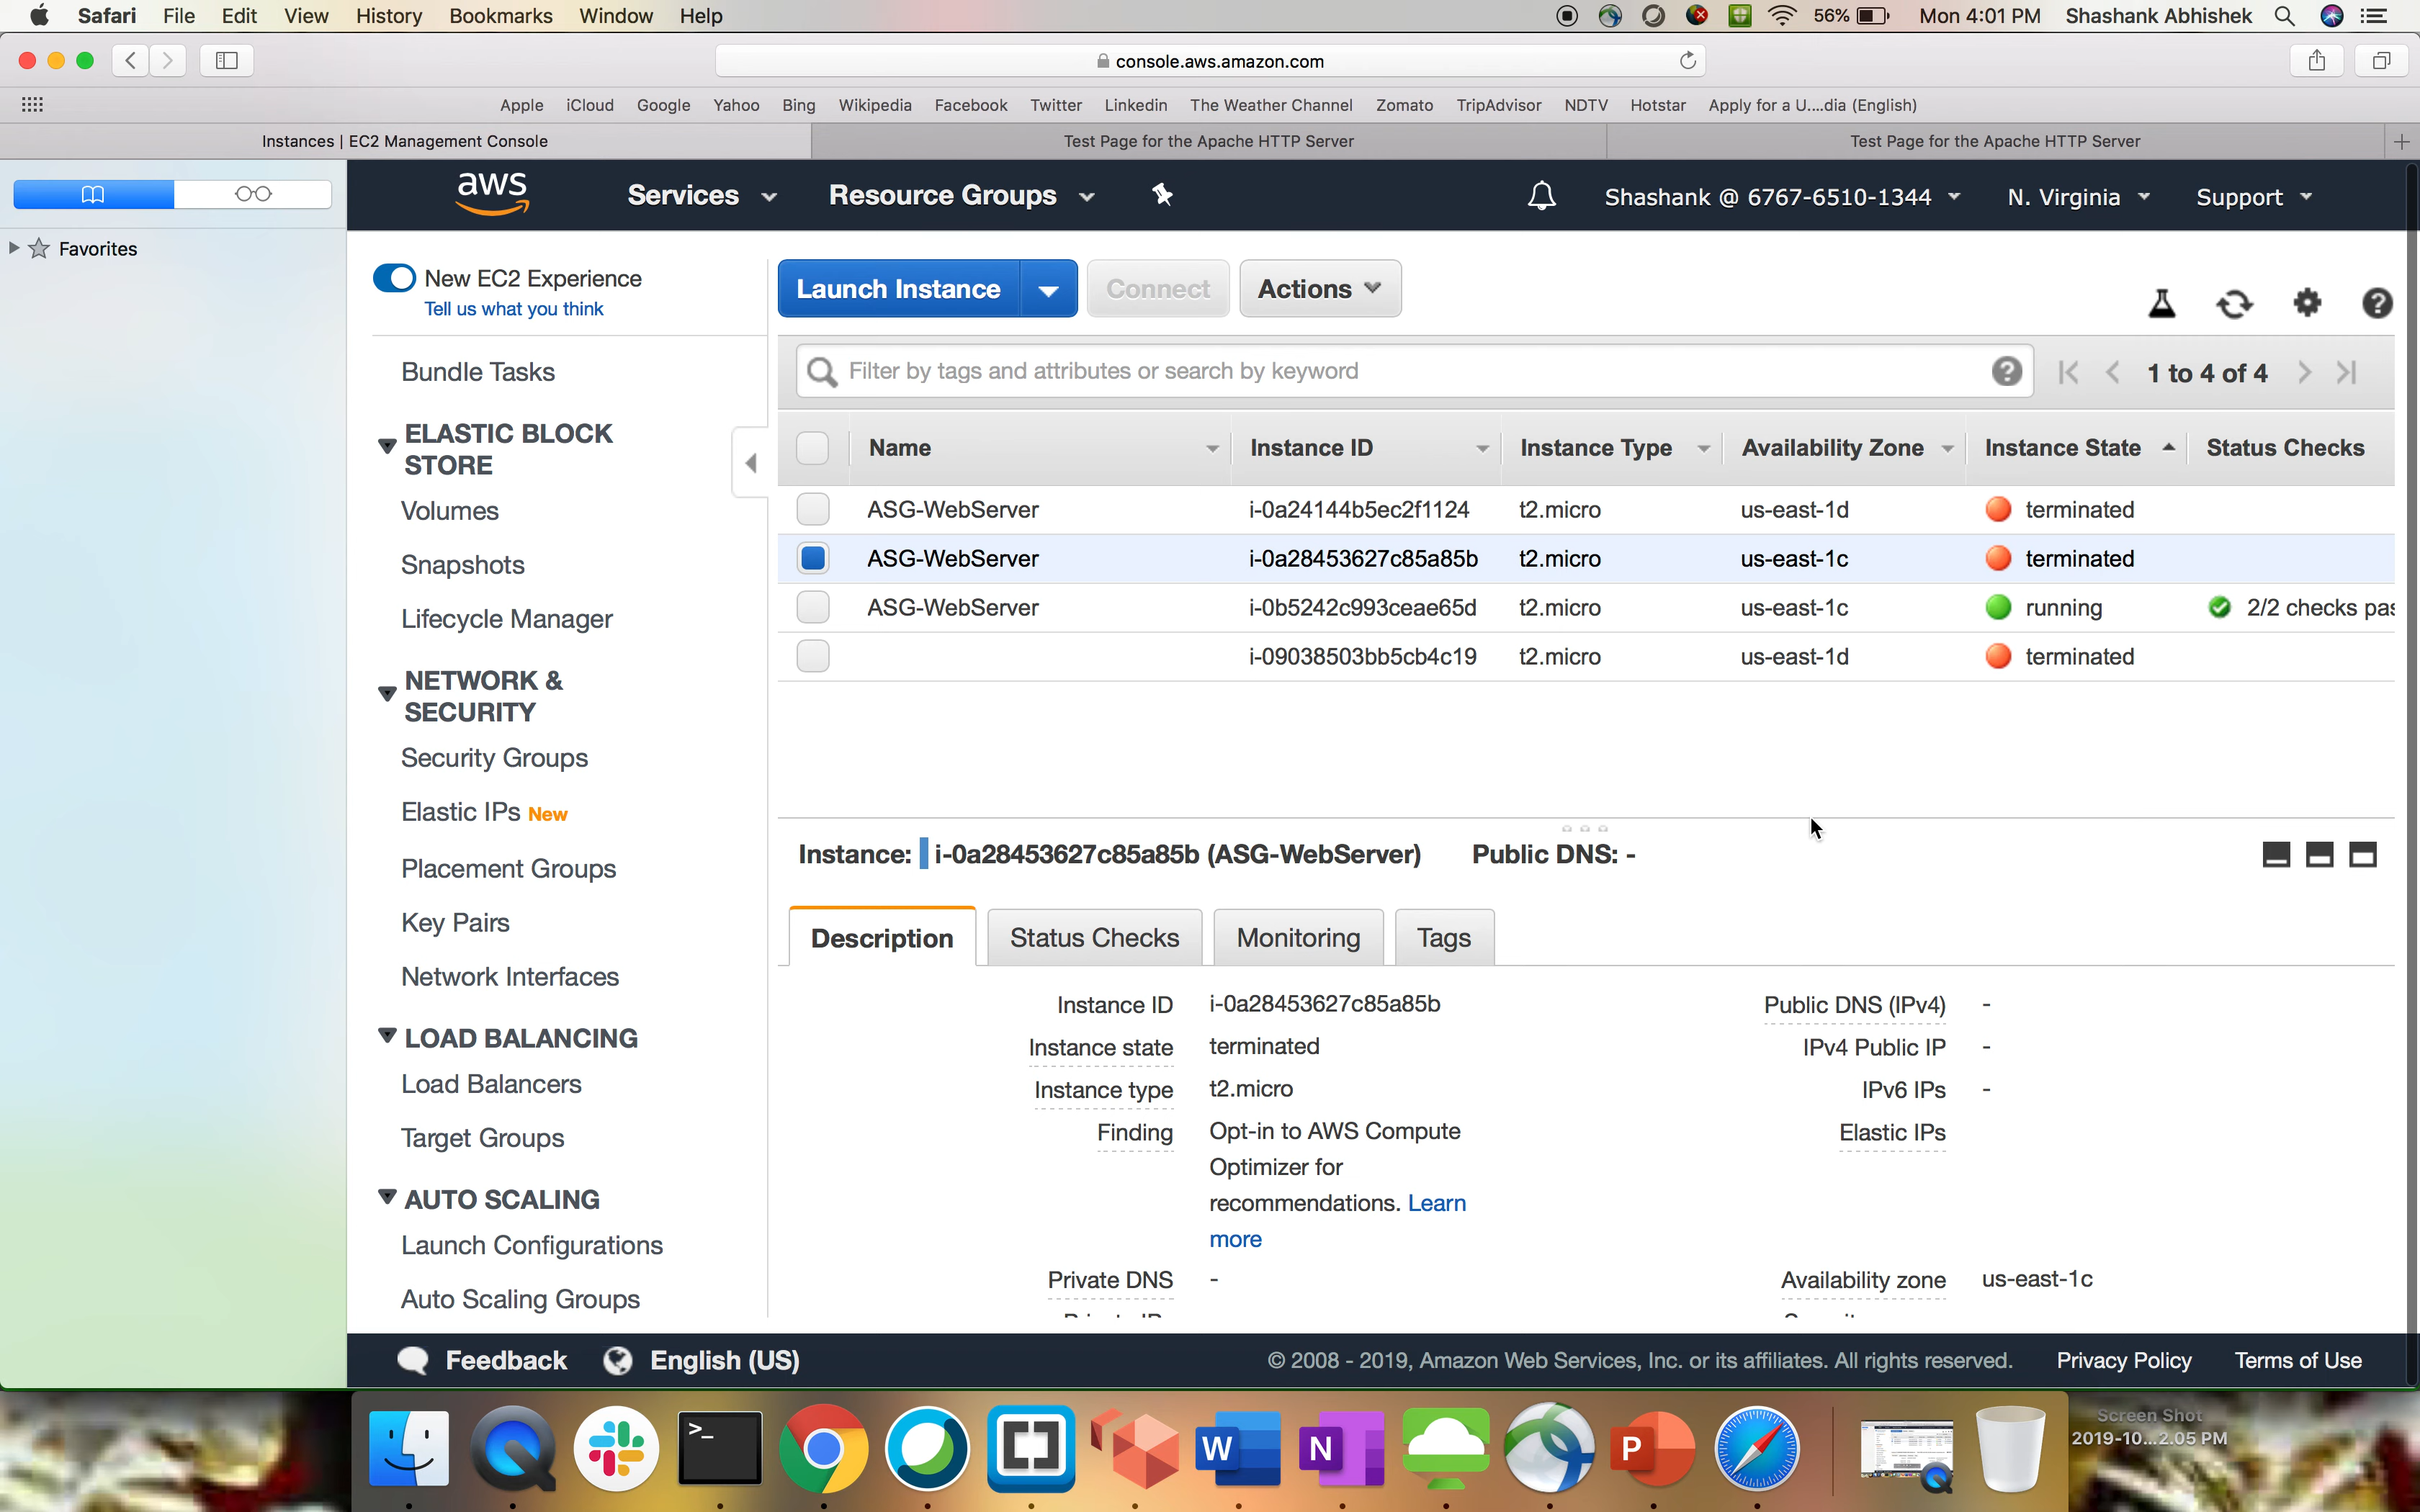 Safari File Edit View History Bookmarks Window Help 56% Mon 4:01 PM Shashank Abhishek
console.aws.amazon.com
Apple iCloud Google Yahoo Bing Wikipedia Facebook Twitter Linkedin The Weather Channel Zomato TripAdvisor NDTV Hotstar Apply for a U....dia (English)
Instances | EC2 Management Console Test Page for the Apache HTTP Server Test Page for the Apache HTTP Server
Favorites
aws Services Resource Groups Shashank @ 6767-6510-1344 N. Virginia Support
New EC2 Experience
Tell us what you think
Bundle Tasks
ELASTIC BLOCK
STORE
Volumes
Snapshots
Lifecycle Manager
NETWORK &
SECURITY
Security Groups
Elastic IPs New
Placement Groups
Key Pairs
Network Interfaces
LOAD BALANCING
Load Balancers
Target Groups
AUTO SCALING
Launch Configurations
Auto Scaling Groups
Launch Instance Connect Actions
Filter by tags and attributes or search by keyword 1 to 4 of 4
Name Instance ID Instance Type Availability Zone Instance State Status Checks
ASG-WebServer i-0a24144b5ec2f1124 t2.micro us-east-1d terminated
ASG-WebServer i-0a28453627c85a85b t2.micro us-east-1c terminated
ASG-WebServer i-0b5242c993ceae65d t2.micro us-east-1c running 2/2 checks pas
i-09038503bb5cb4c19 t2.micro us-east-1d terminated
Instance: i-0a28453627c85a85b (ASG-WebServer) Public DNS: -
Description Status Checks Monitoring Tags
Instance ID i-0a28453627c85a85b Public DNS (IPv4) -
Instance state terminated IPv4 Public IP -
Instance type t2.micro IPv6 IPs -
Finding Opt-in to AWS Compute Elastic IPs
Optimizer for
recommendations. Learn
more
Private DNS - Availability zone us-east-1c
Feedback English (US) © 2008 - 2019, Amazon Web Services, Inc. or its affiliates. All rights reserved. Privacy Policy Terms of Use
Screen Shot
2019-10...2.05 PM